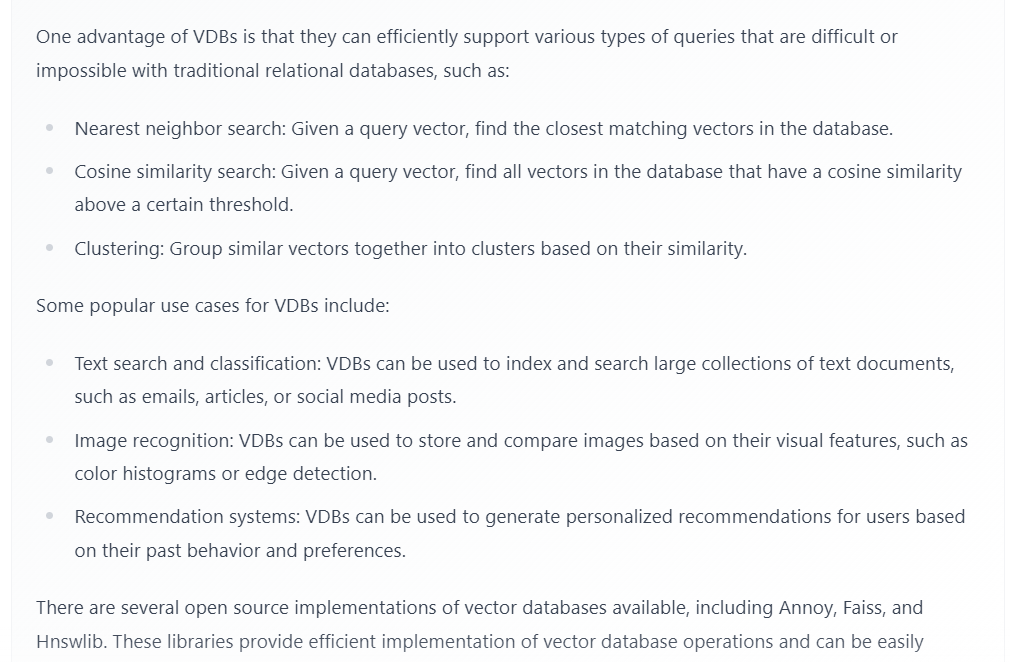 One advantage of VDBs is that they can efficiently support various types of queries that are difficult or
impossible with traditional relational databases, such as:
Nearest neighbor search: Given a query vector, find the closest matching vectors in the database.
Cosine similarity search: Given a query vector, find all vectors in the database that have a cosine similarity
above a certain threshold.
Clustering: Group similar vectors together into clusters based on their similarity.
Some popular use cases for VDBs include:
Text search and classification: VDBs can be used to index and search large collections of text documents,
such as emails, articles, or social media posts.
Image recognition: VDBs can be used to store and compare images based on their visual features, such as
color histograms or edge detection.
Recommendation systems: VDBs can be used to generate personalized recommendations for users based
on their past behavior and preferences.
There are several open source implementations of vector databases available, including Annoy, Faiss, and
Hnswlib. These libraries provide efficient implementation of vector database operations and can be easily